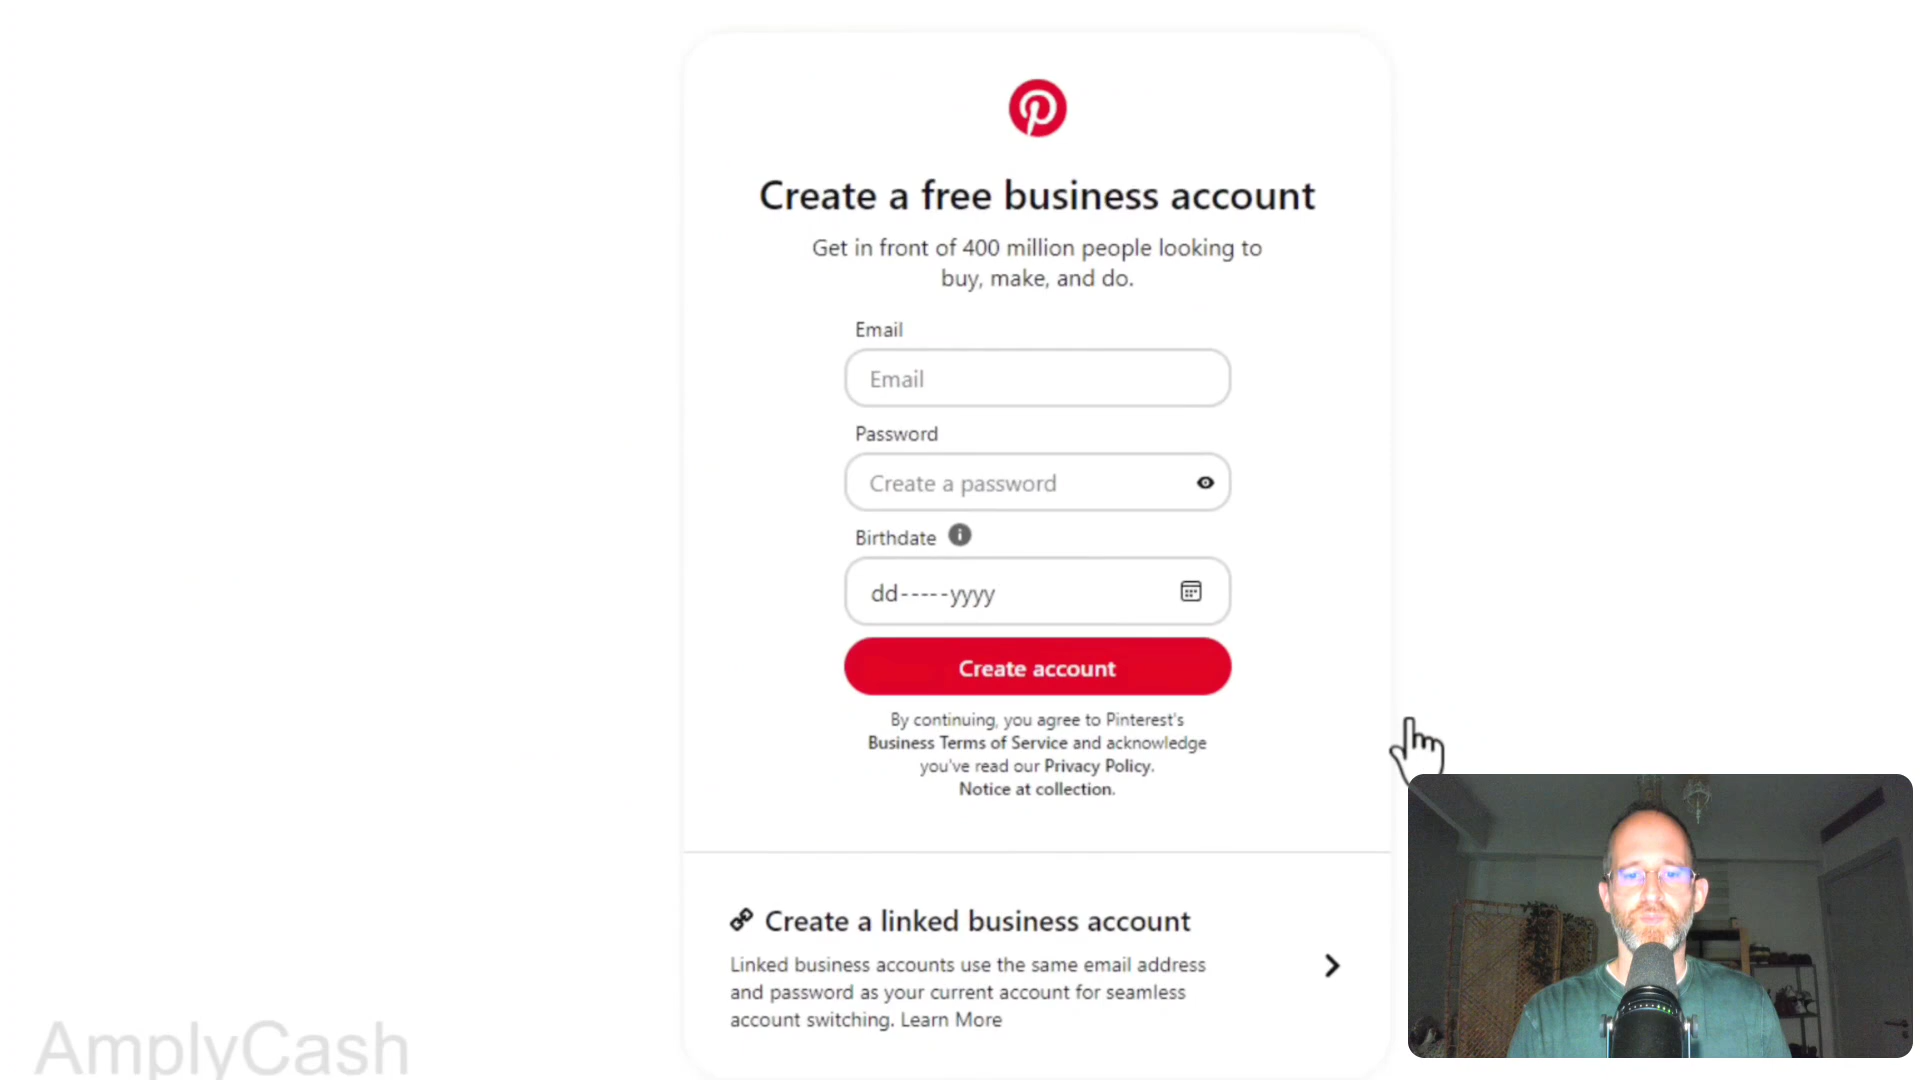 Create a free business account
Get in front of 400 million people looking to
buy, make, and do.
Email
Email
Password
Create a password
Birthdate
dd-----yyyy
Create account
By continuing, you agree to Pinterest's
Business Terms of Service and acknowledge
you've read our Privacy Policy.
Notice at collection.
Create a linked business account
Linked business accounts use the same email address
and password as your current account for seamless
account switching. Learn More
AmplyCash